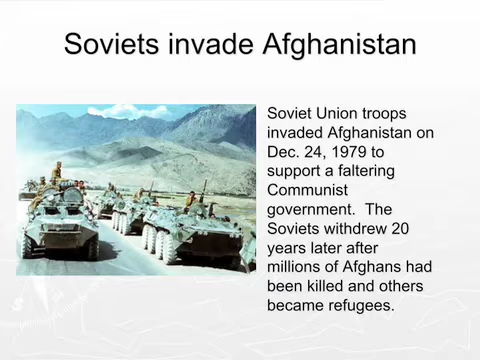 Soviets invade Afghanistan
Soviet Union troops
invaded Afghanistan on
Dec. 24, 1979 to
support a faltering
Communist
government.  The
Soviets withdrew 20
years later after
millions of Afghans had
been killed and others
became refugees.